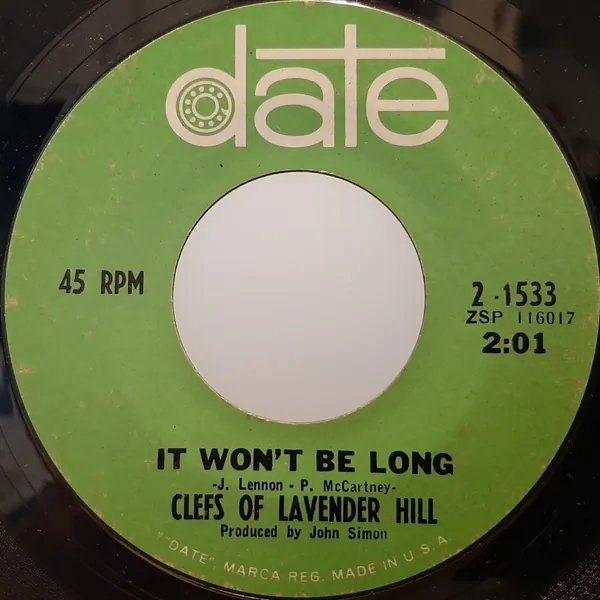 date
45 RPM
2-1533
ZSP 116017
2:01
IT WON'T BE LONG
-J. Lennon - P. McCartney-
CLEFS OF LAVENDER HILL
Produced by John Simon
"DATE", MARCA REG. MADE IN U.S.A.